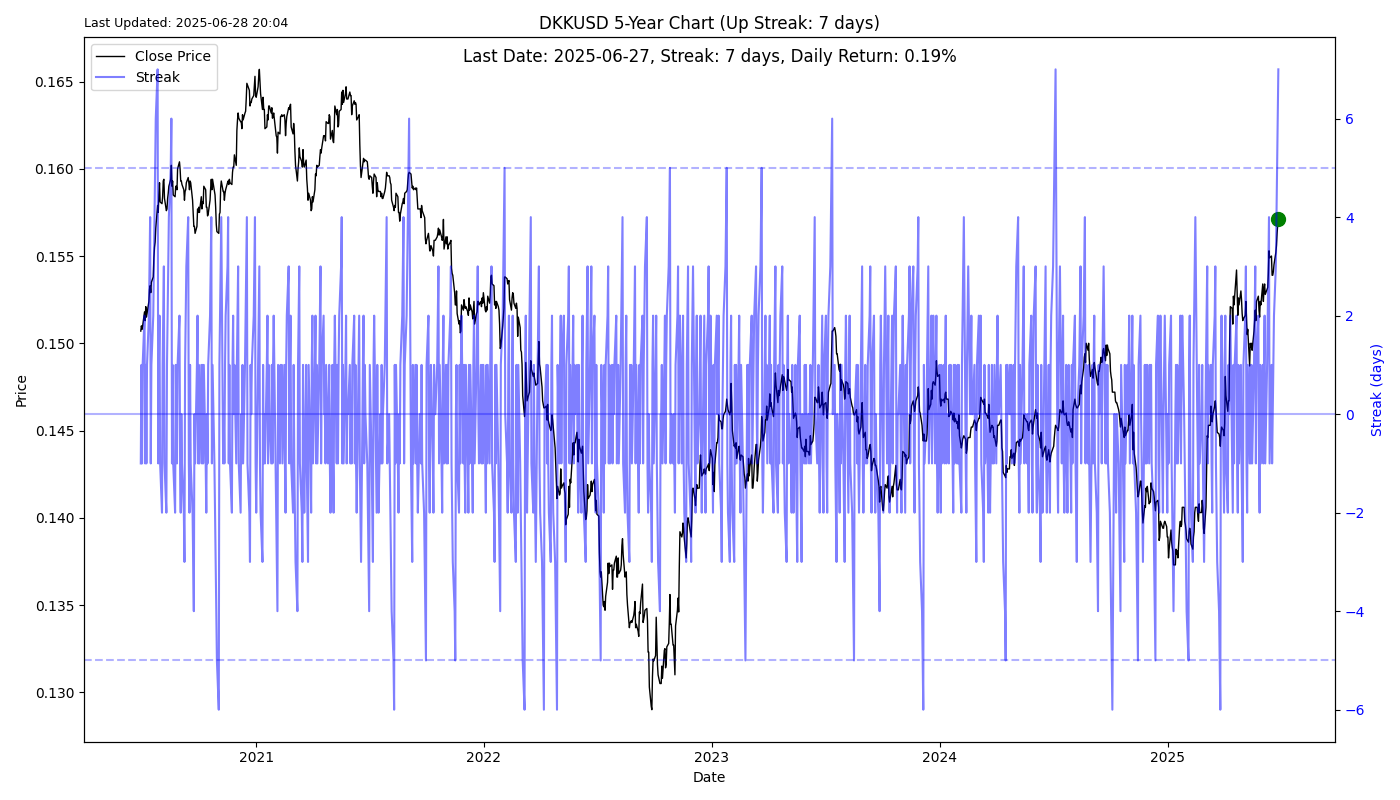 Last Updated: 2025-06-28 20:04
DKKUSD 5-Year Chart (Up Streak: 7 days)
Last Date: 2025-06-27, Streak: 7 days, Daily Return: 0.19%
Close Price
Streak
Price
0.165
0.160
0.155
0.150
0.145
0.140
0.135
0.130
2021
2022
2023
2024
2025
Date
6
4
2
0
−2
−4
−6
Streak (days)